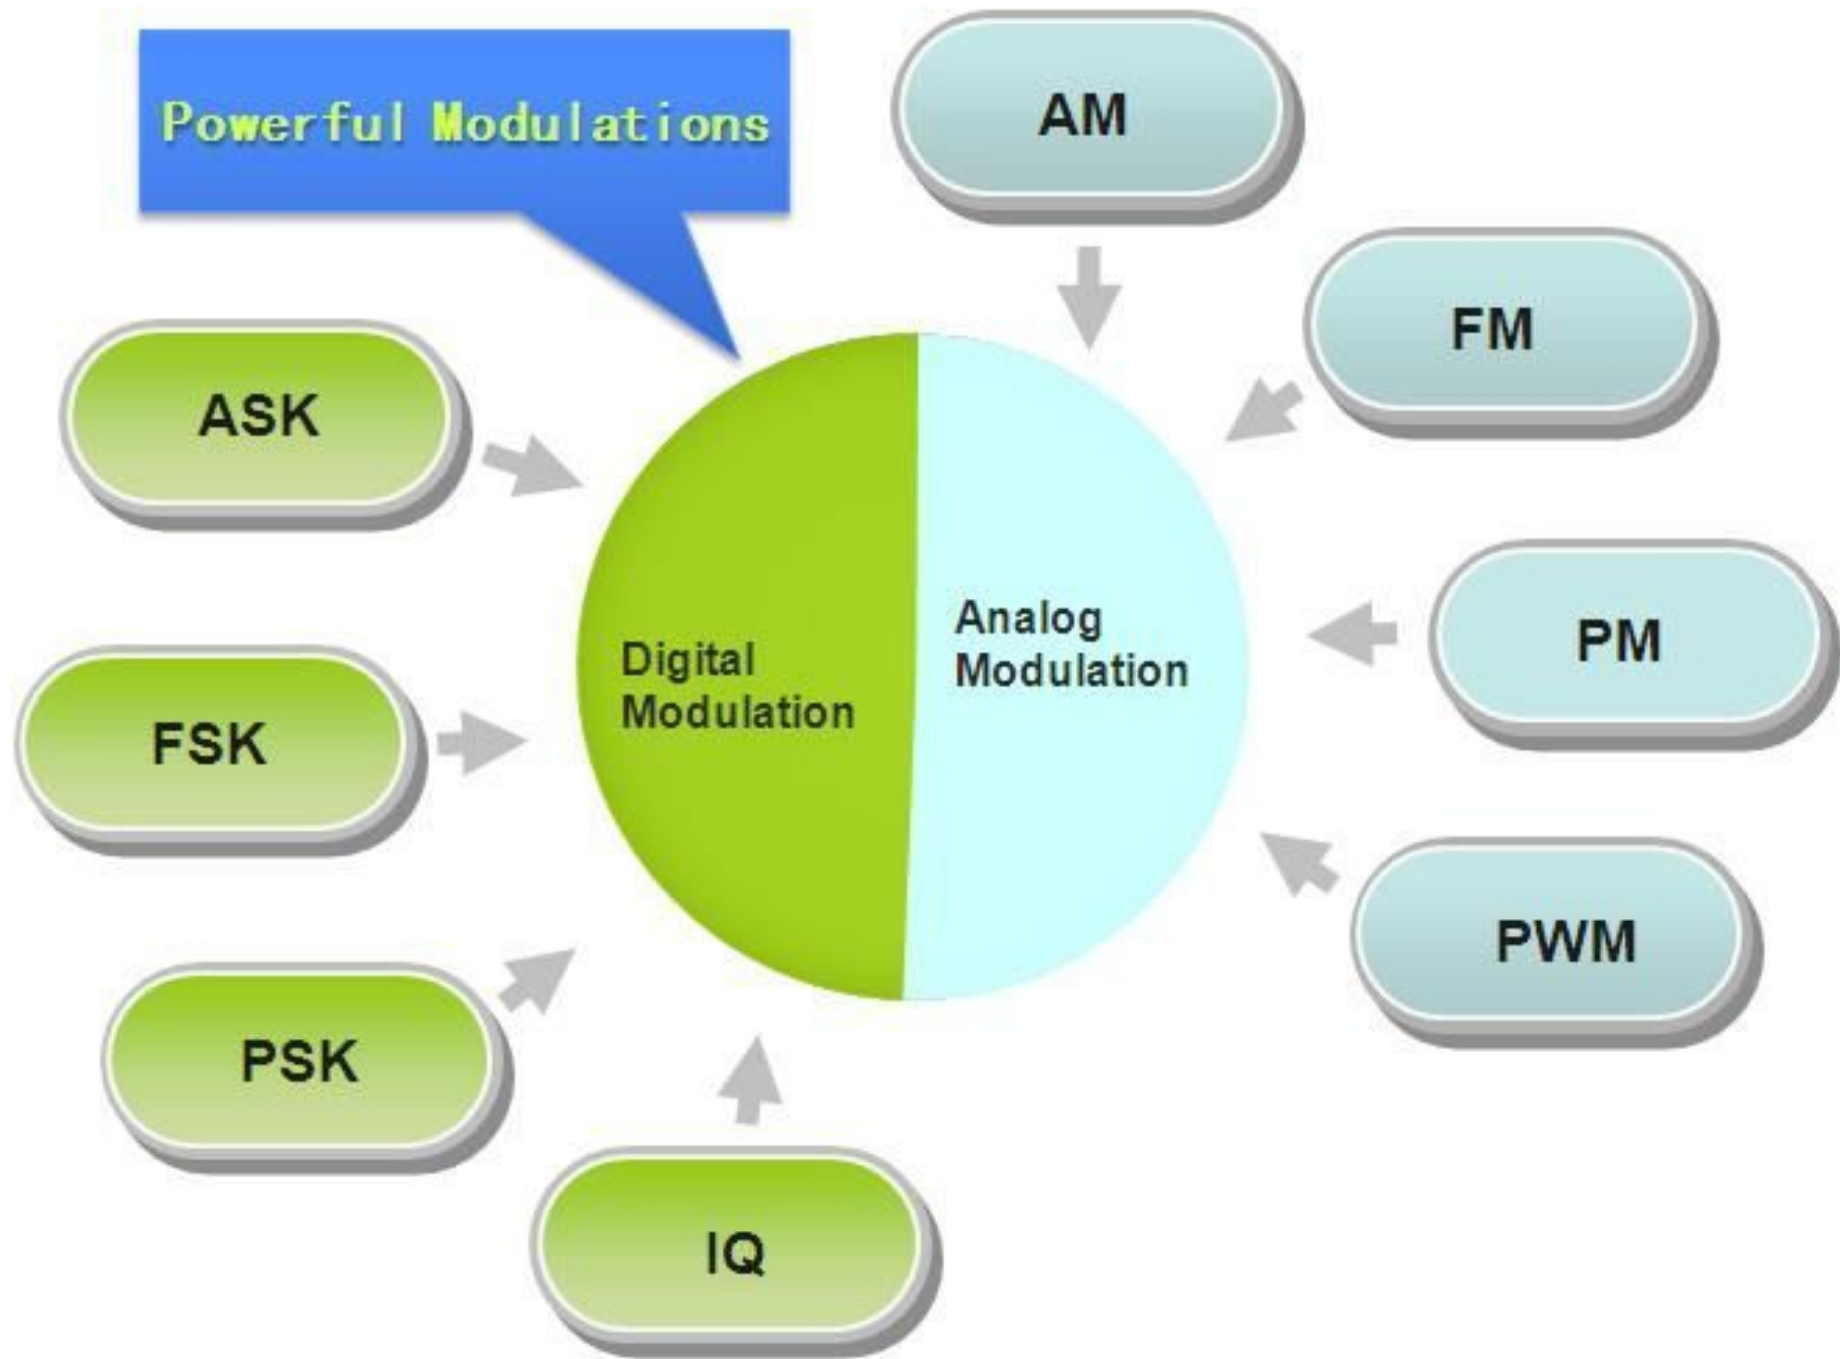 Powerful Modulations
AM
FM
ASK
Analog
Modulation
PM
Digital
Modulation
FSK
PWM
PSK
IQ